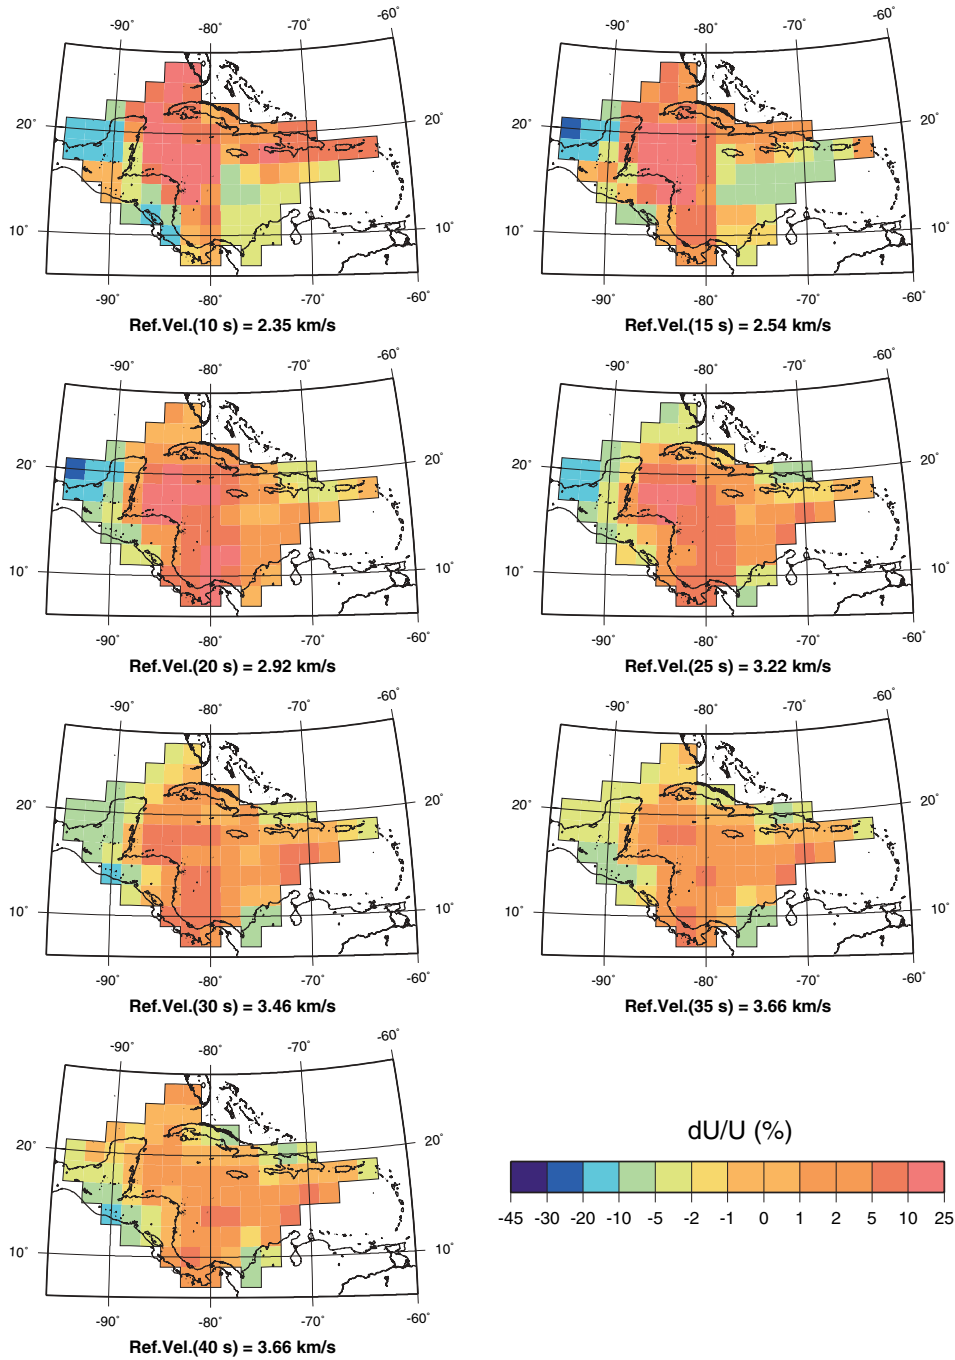 -90° -80° -70° -60°
20° 20°
10° 10°
-90° -80° -70° -60°
Ref.Vel.(10 s) = 2.35 km/s
-90° -80° -70° -60°
20° 20°
10° 10°
-90° -80° -70° -60°
Ref.Vel.(15 s) = 2.54 km/s
-90° -80° -70° -60°
20° 20°
10° 10°
-90° -80° -70° -60°
Ref.Vel.(20 s) = 2.92 km/s
-90° -80° -70° -60°
20° 20°
10° 10°
-90° -80° -70° -60°
Ref.Vel.(25 s) = 3.22 km/s
-90° -80° -70° -60°
20° 20°
10° 10°
-90° -80° -70° -60°
Ref.Vel.(30 s) = 3.46 km/s
-90° -80° -70° -60°
20° 20°
10° 10°
-90° -80° -70° -60°
Ref.Vel.(35 s) = 3.66 km/s
-90° -80° -70° -60°
20° 20°
10° 10°
-90° -80° -70° -60°
Ref.Vel.(40 s) = 3.66 km/s
dU/U (%)
-45 -30 -20 -10 -5 -2 -1 0 1 2 5 10 25